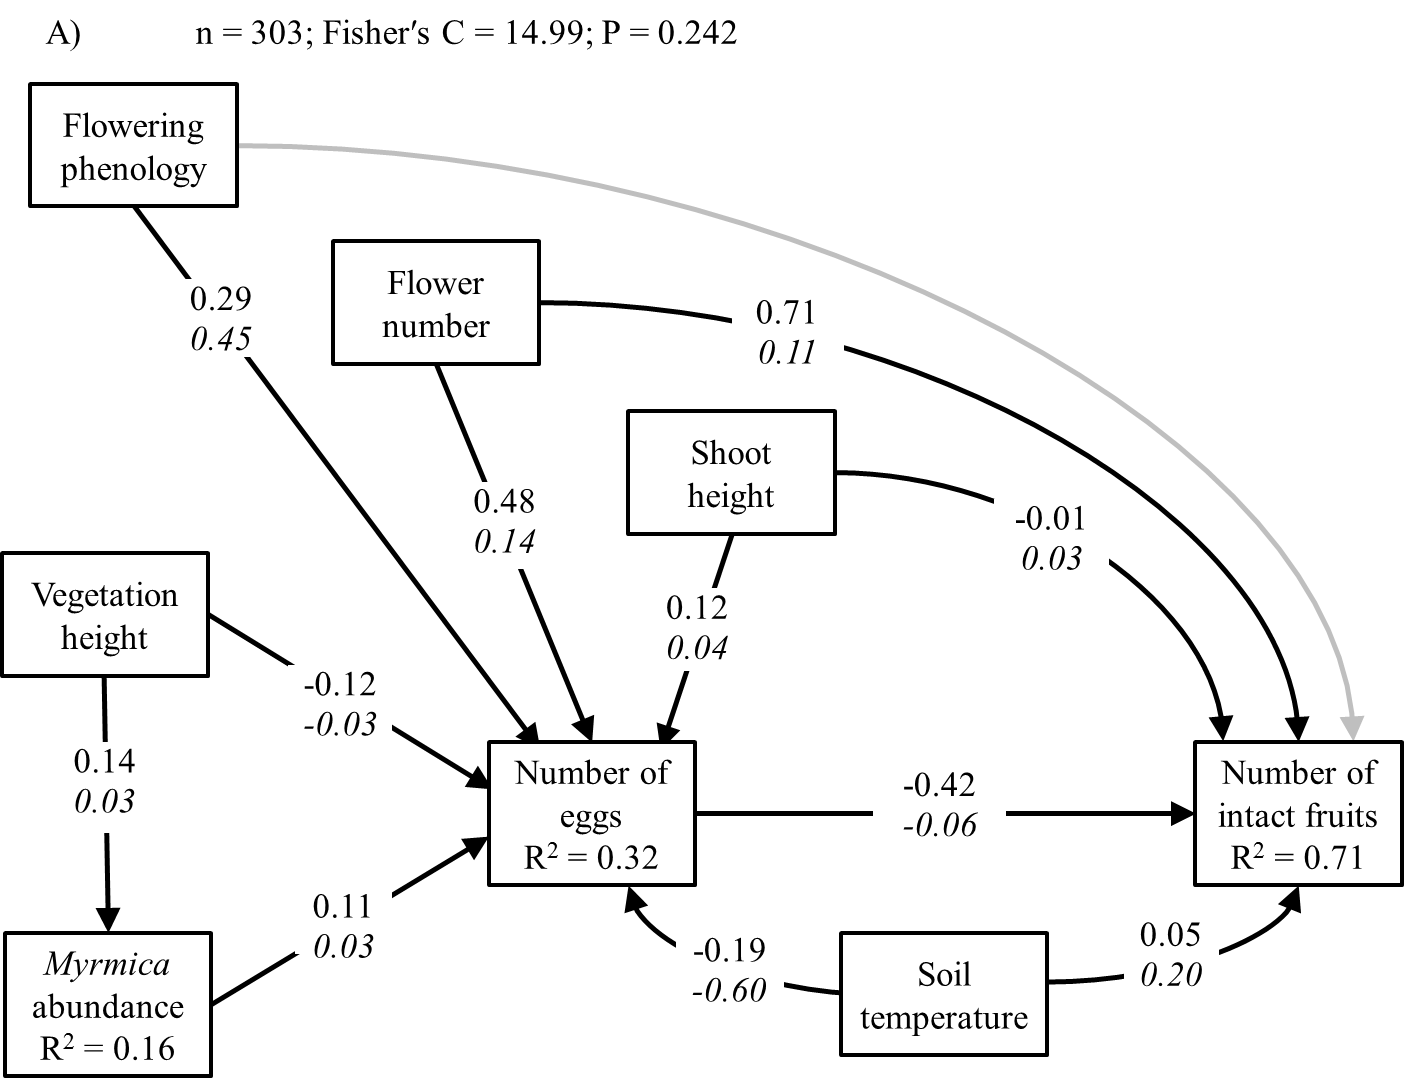 A) n = 303; Fisher's C = 14.99; P = 0.242
Flowering
phenology
0.29
0.45
Flower
number
0.71
0.11
0.48
0.14
Shoot
height
-0.01
0.03
0.12
0.04
Vegetation
height
-0.12
-0.03
0.14
0.03
Number of
eggs
R² = 0.32
-0.42
-0.06
Number of
intact fruits
R² = 0.71
0.11
0.03
Myrmica
abundance
R² = 0.16
-0.19
-0.60
Soil
temperature
0.05
0.20